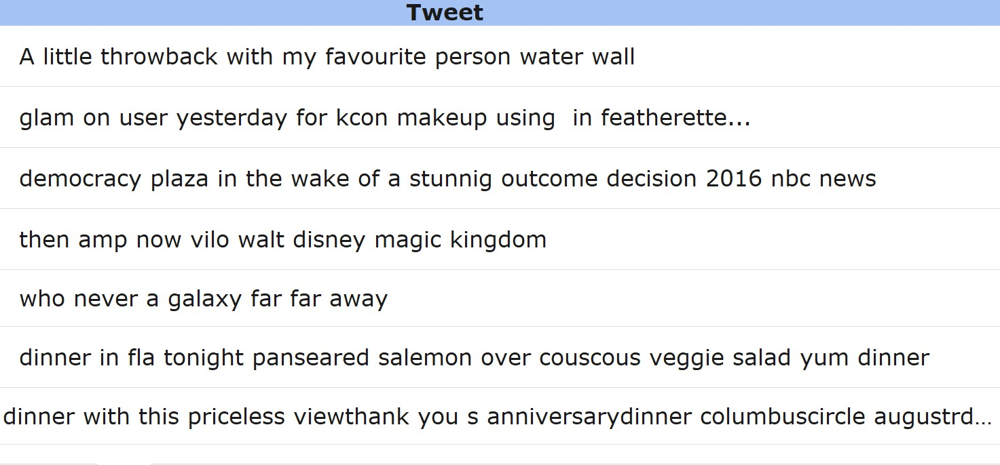 Tweet
A little throwback with my favourite person water wall
glam on user yesterday for kcon makeup using  in featherette...
democracy plaza in the wake of a stunnig outcome decision 2016 nbc news
then amp now vilo walt disney magic kingdom
who never a galaxy far far away
dinner in fla tonight panseared salemon over couscous veggie salad yum dinner
dinner with this priceless viewthank you s anniversarydinner columbuscircle augustrd...